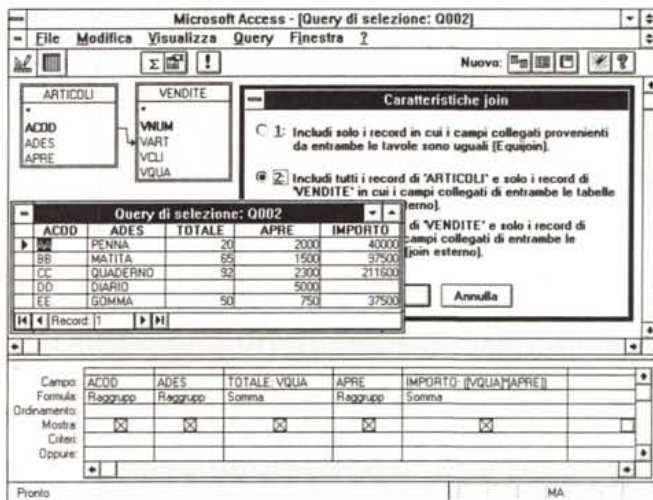 Microsoft Access - [Query di selezione: Q002]
File Modifica Visualizza Query Finestra ?
Nuovo:
ARTICOLI
*
ACOD
ADES
APRE
VENDITE
*
VNUM
VART
VCLI
VQUA
Caratteristiche join
1: Includi solo i record in cui i campi collegati provenienti
da entrambe le tavole sono uguali [Equijoin].
2: Includi tutti i record di 'ARTICOLI' e solo i record di
'VENDITE' in cui i campi collegati di entrambe le tabelle
terno].
di 'VENDITE' e solo i record di
campi collegati di entrambe le
[join esterno].
Annulla
Query di selezione: Q002
ACOD ADES TOTALE APRE IMPORTO
AA PENNA 20 2000 40000
BB MATITA 65 1500 97500
CC QUADERNO 92 2300 211600
DD DIARIO 5000
EE GOMMA 50 750 37500
Record: 1
Campo: ACOD ADES TOTALE: VQUA APRE IMPORTO: [[VQUA]*[APRE]]
Formula: Raggrupp Raggrupp Somma Raggrupp Somma
Ordinamento:
Mostra:
Criteri:
Oppure:
Pronto MA